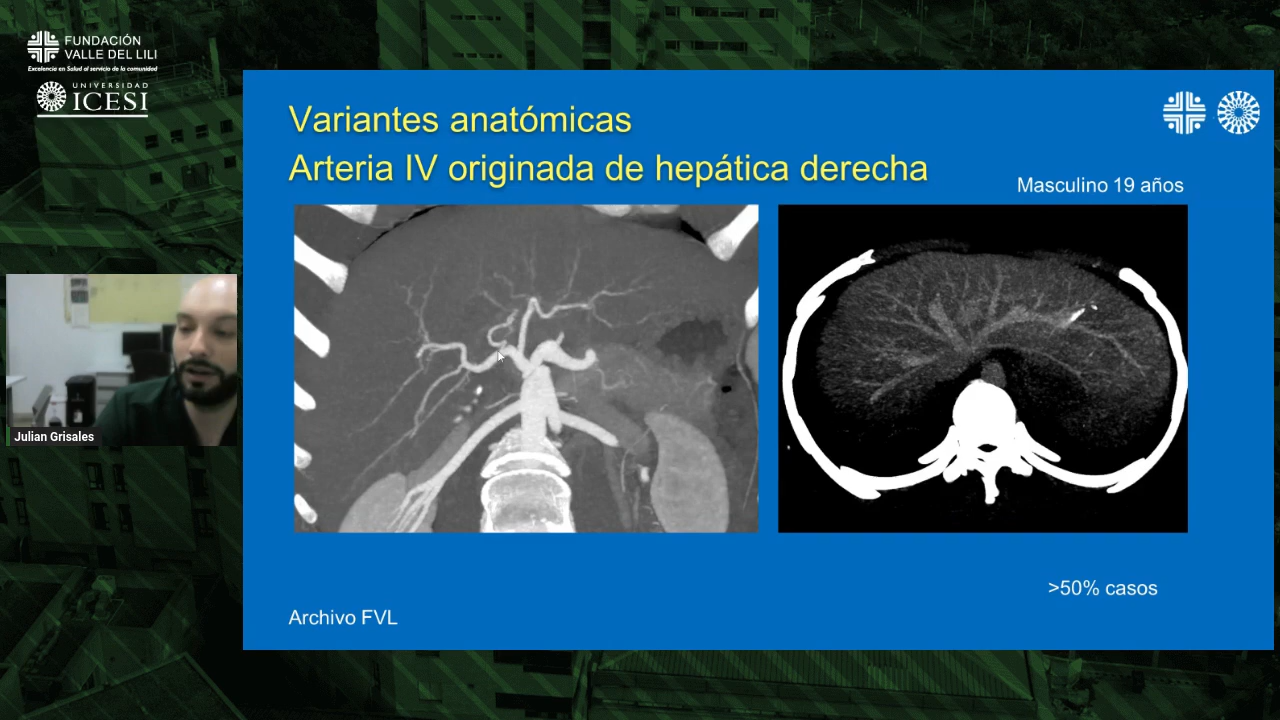 FUNDACIÓN
VALLE DEL LILI
Excelencia en Salud al servicio de la comunidad
UNIVERSIDAD
ICESI
Variantes anatómicas
Arteria IV originada de hepática derecha
Masculino 19 años
Julian Grisales
>50% casos
Archivo FVL